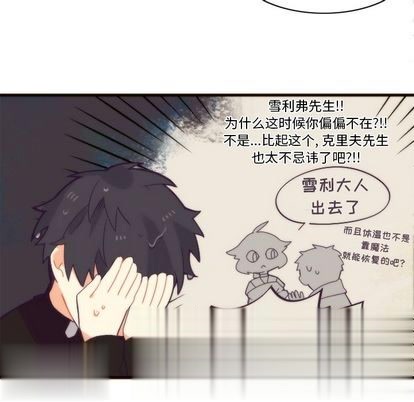 雪利弗先生!!
为什么这时候你偏偏不在?!!
不是...比起这个, 克里夫先生
也太不忌讳了吧?!!
雪利大人
出去了
而且体温也不是
靠魔法
就能恢复的吧?